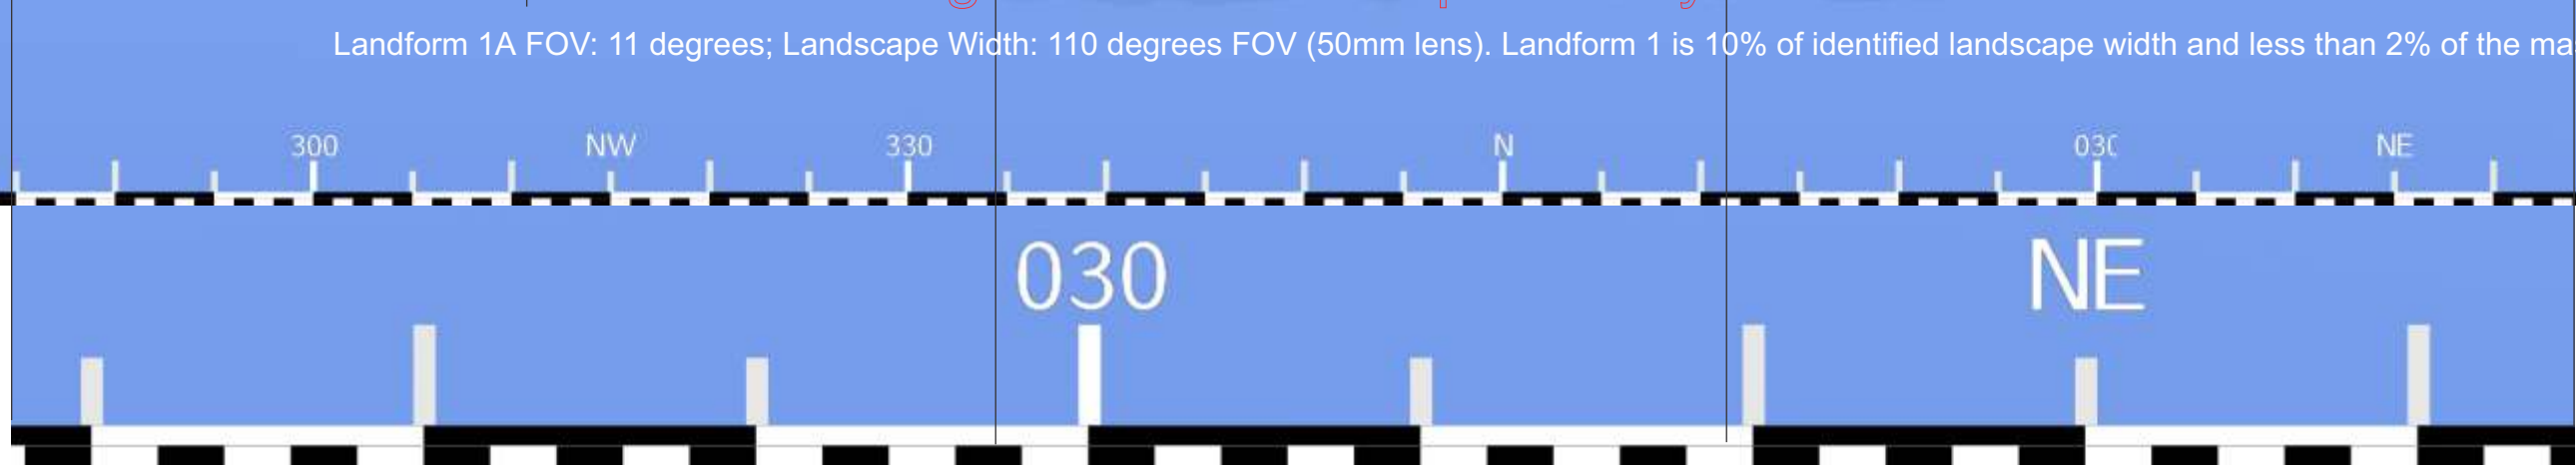 Landform 1A FOV: 11 degrees; Landscape Width: 110 degrees FOV (50mm lens). Landform 1 is 10% of identified landscape width and less than 2% of the
300 NW 330 N 030 NE
030 NE